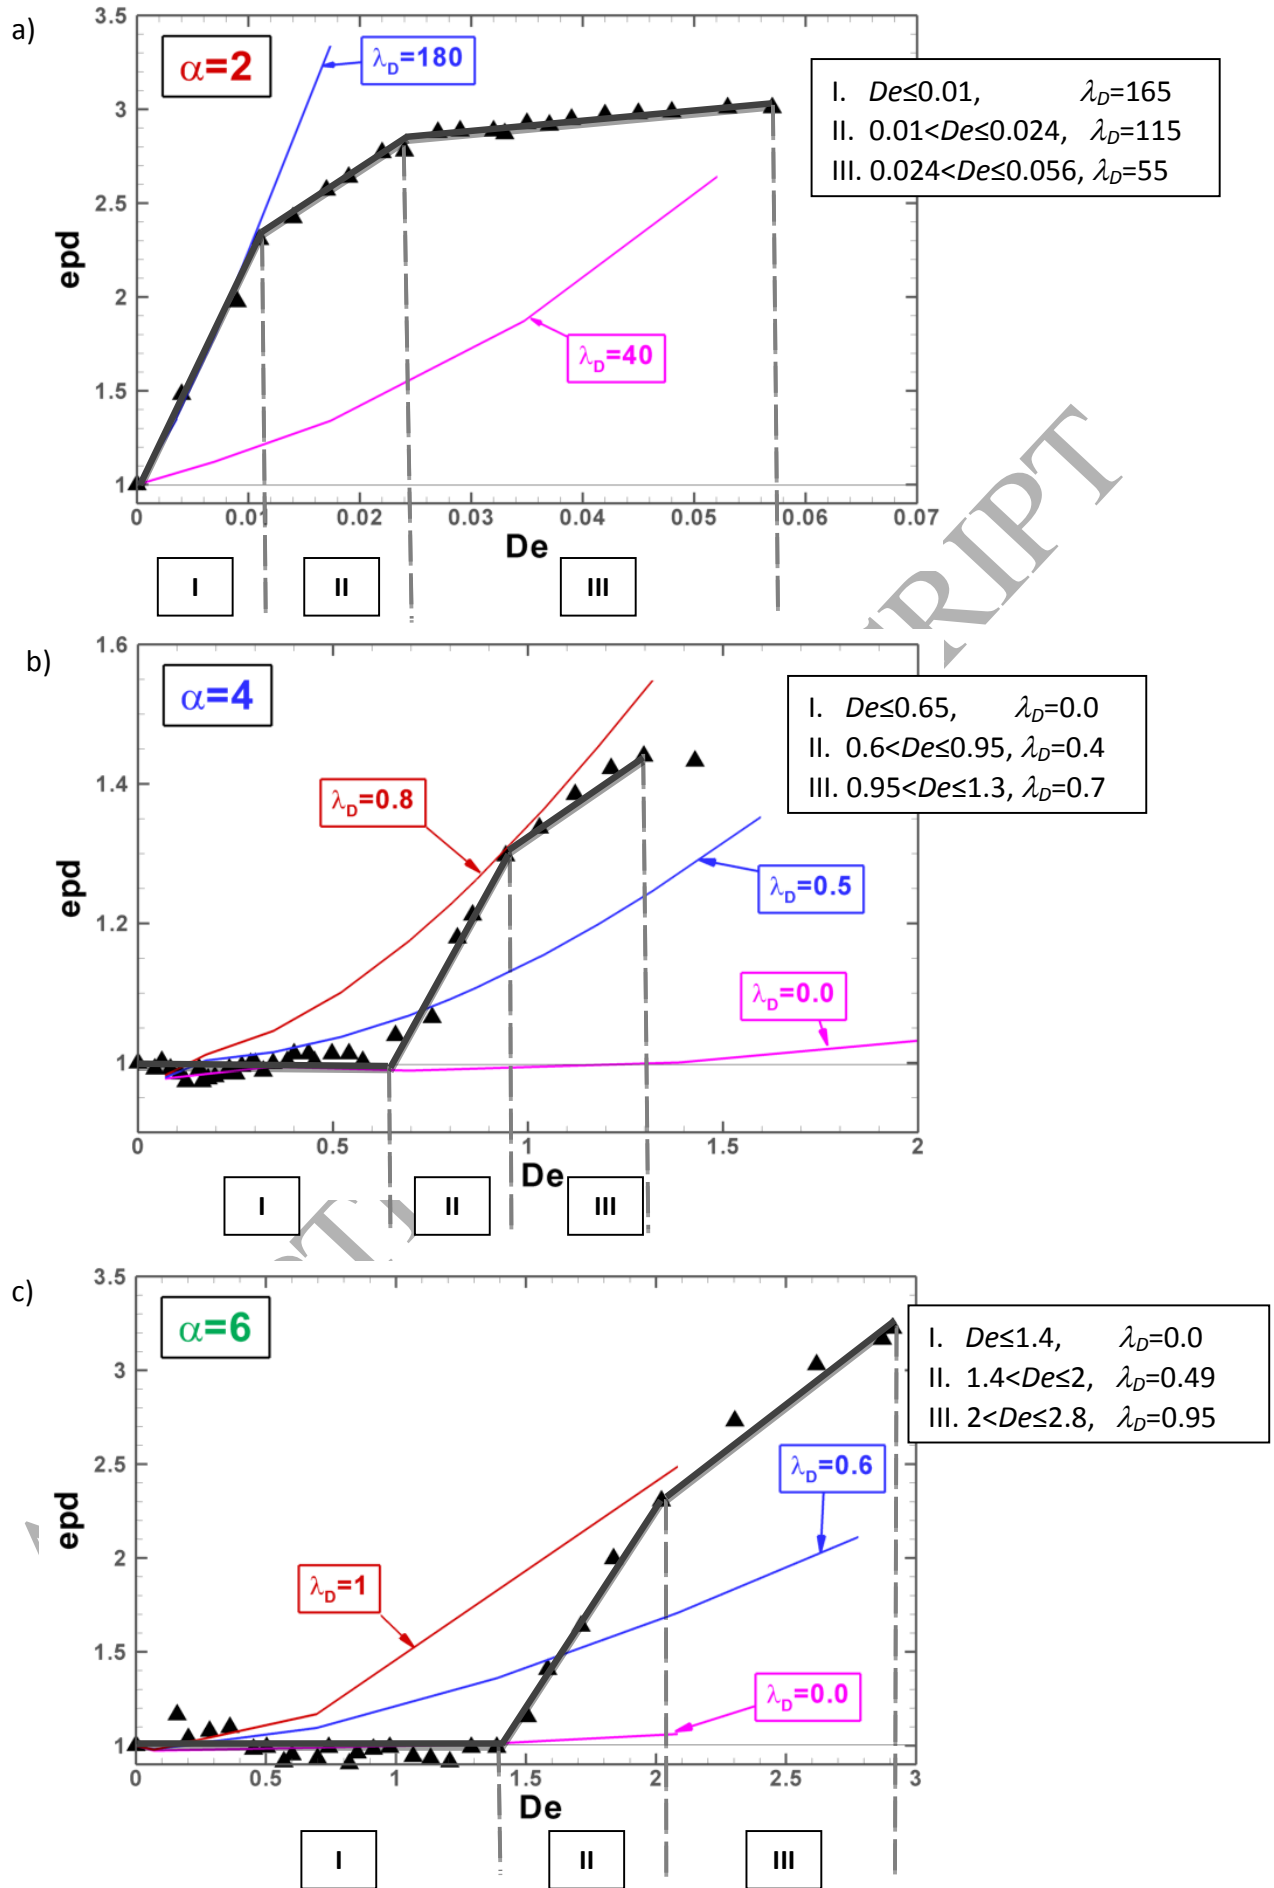 a)
3.5
α=2
λD=180
3
2.5
epd
2
1.5
λD=40
1
0 0.01 0.02 0.03 0.04 0.05 0.06 0.07
De
I II III
I. De≤0.01, λD=165
II. 0.01<De≤0.024, λD=115
III. 0.024<De≤0.056, λD=55
b)
1.6
α=4
1.4
λD=0.8
epd
λD=0.5
1.2
λD=0.0
1
0 0.5 1 1.5 2
De
I II III
I. De≤0.65, λD=0.0
II. 0.6<De≤0.95, λD=0.4
III. 0.95<De≤1.3, λD=0.7
c)
3.5
α=6
3
2.5
λD=0.6
epd
2
λD=1
1.5
λD=0.0
1
0 0.5 1 1.5 2 2.5 3
De
I II III
I. De≤1.4, λD=0.0
II. 1.4<De≤2, λD=0.49
III. 2<De≤2.8, λD=0.95